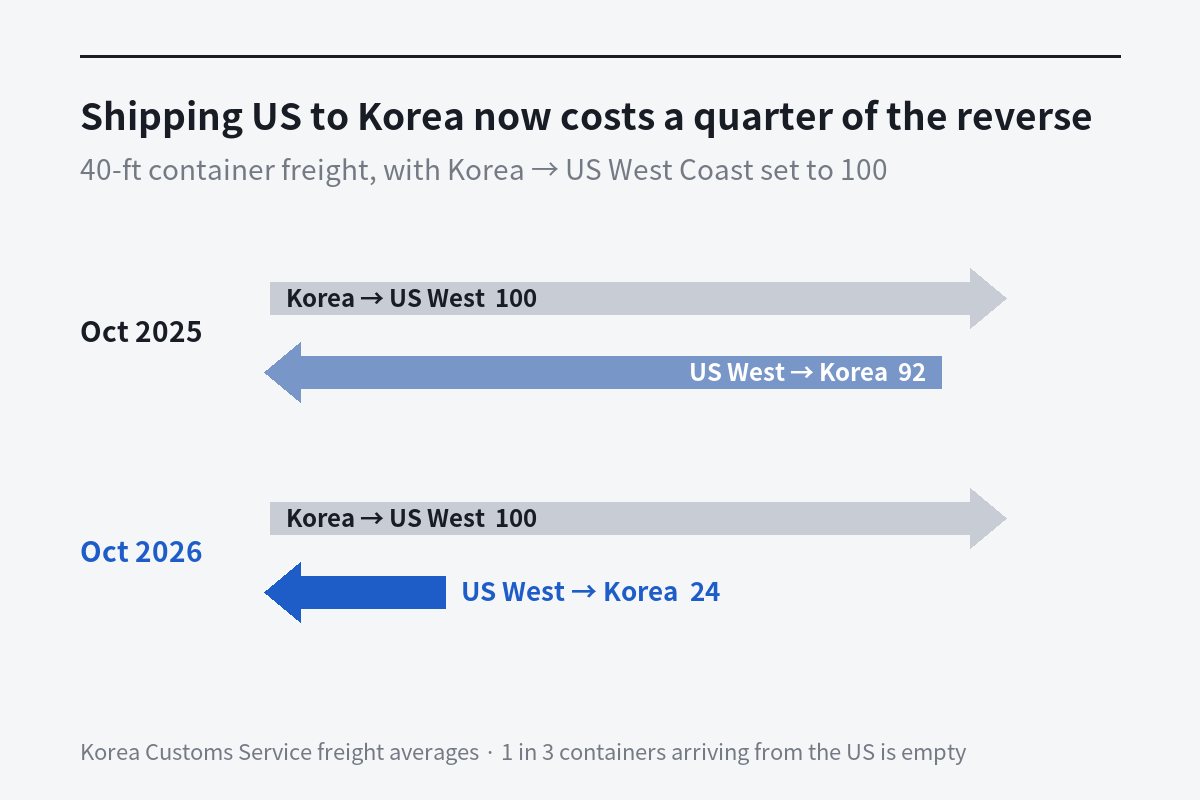 Shipping US to Korea now costs a quarter of the reverse
40-ft container freight, with Korea → US West Coast set to 100
Korea → US West 100
Oct 2025
US West → Korea 92
Korea → US West 100
Oct 2026
US West → Korea 24
Korea Customs Service freight averages · 1 in 3 containers arriving from the US is empty